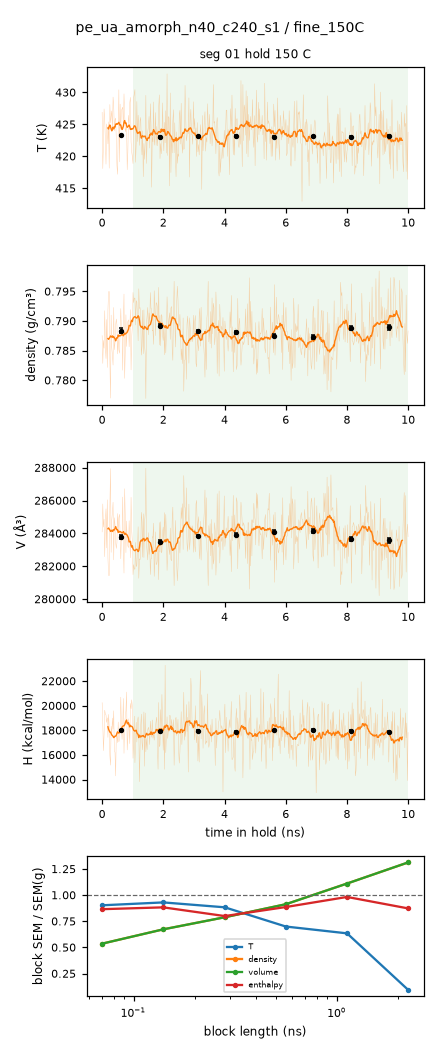 pe_ua_amorph_n40_c240_s1 / fine_150C
seg 01 hold 150 C
T (K)
430
425
420
415
0 2 4 6 8 10
density (g/cm³)
0.795
0.790
0.785
0.780
0 2 4 6 8 10
V (Å³)
288000
286000
284000
282000
280000
0 2 4 6 8 10
H (kcal/mol)
22000
20000
18000
16000
14000
0 2 4 6 8 10
time in hold (ns)
block SEM / SEM(g)
1.25
1.00
0.75
0.50
0.25
T
density
volume
enthalpy
10⁻¹ 10⁰
block length (ns)